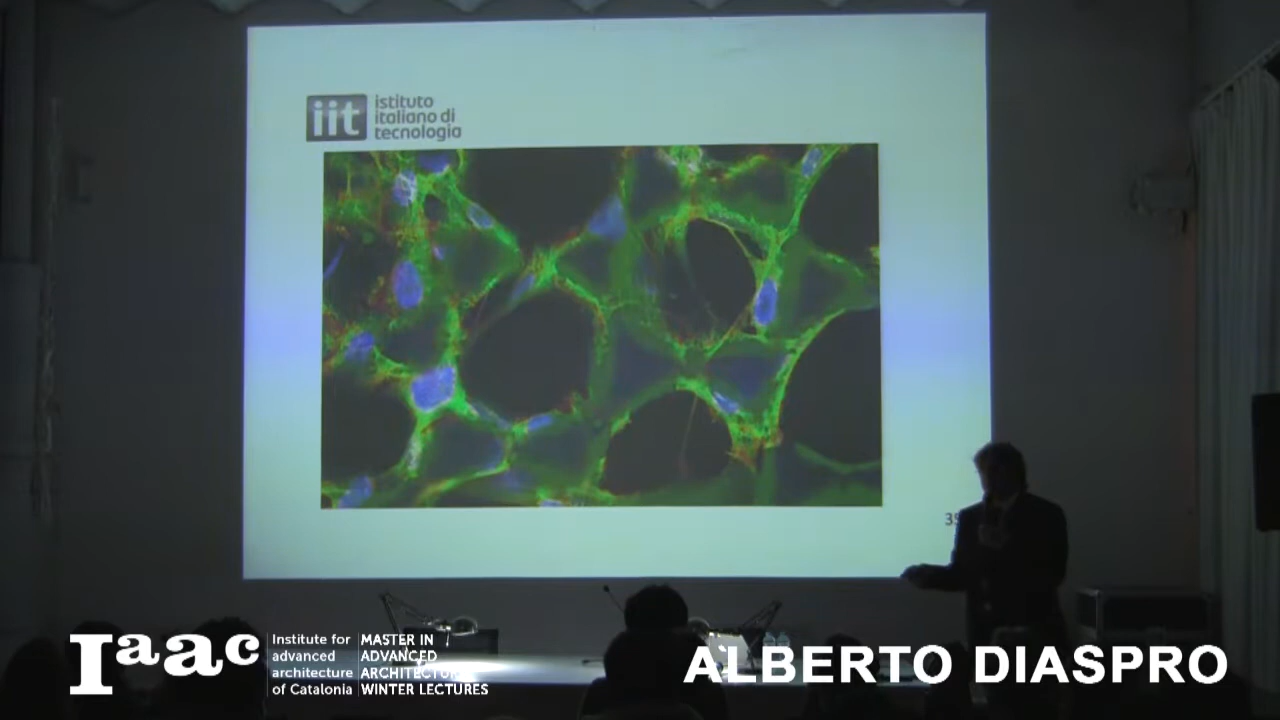 iit
istituto
italiano di
tecnologia
Iaac
Institute for
advanced
architecture
of Catalonia
MASTER IN
ADVANCED
ARCHITECTURE
WINTER LECTURES
ALBERTO DIASPRO